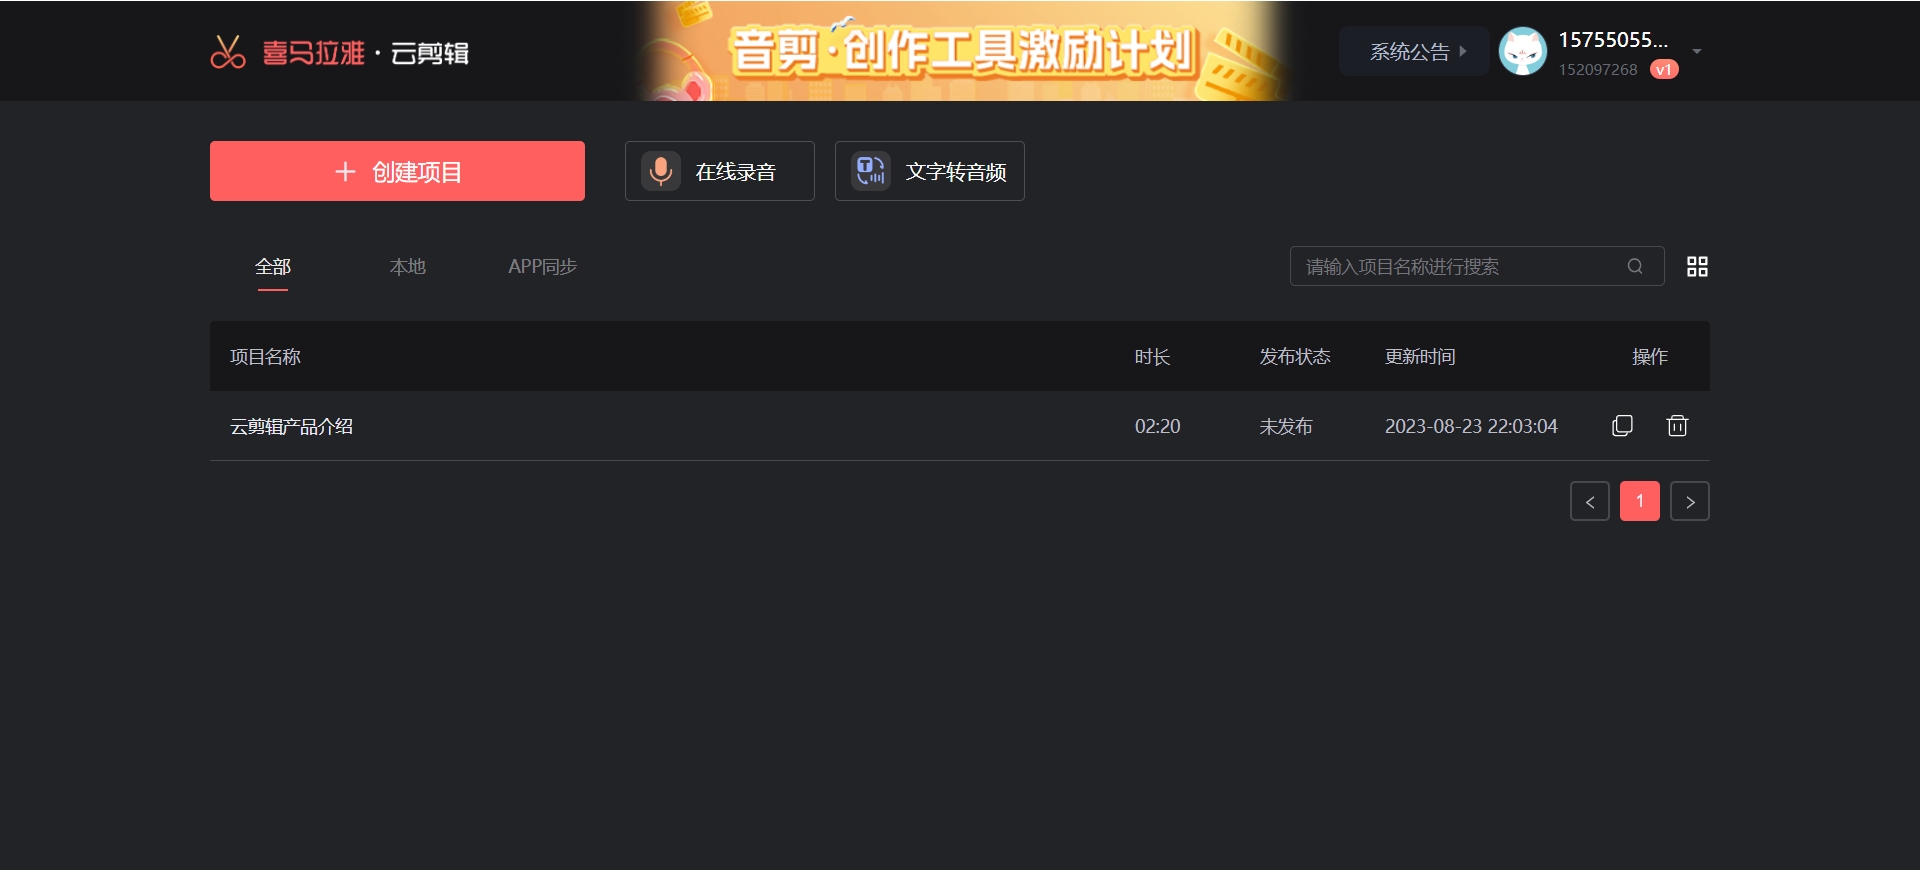 喜马拉雅·云剪辑
音剪·创作工具激励计划
系统公告
15755055...
152097268 v1
创建项目
在线录音
文字转音频
全部 本地 APP同步
请输入项目名称进行搜索
项目名称 时长 发布状态 更新时间 操作
云剪辑产品介绍 02:20 未发布 2023-08-23 22:03:04
< 1 >